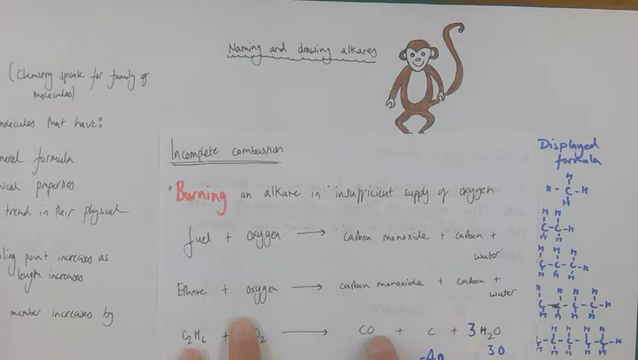 Naming and drawing alkanes
(Chemistry speak for family of
molecules)
molecules that have:
formula
properties
trend in their physical
point increases as
length increases
member increases by
Incomplete combustion
Burning an alkane in insufficient supply of oxygen
fuel + oxygen → carbon monoxide + carbon +
water
Ethane + oxygen → carbon monoxide + carbon +
water
C2H6 + O2 → CO + C + 3H2O
30
Displayed
formula
H
H-C-H
H
H H
C-C-H
H H
H H H
C-C-C-H
H H H
H H H H
C-C-C-C-H
H H H H
H H H H
C-C-C-C-C-H